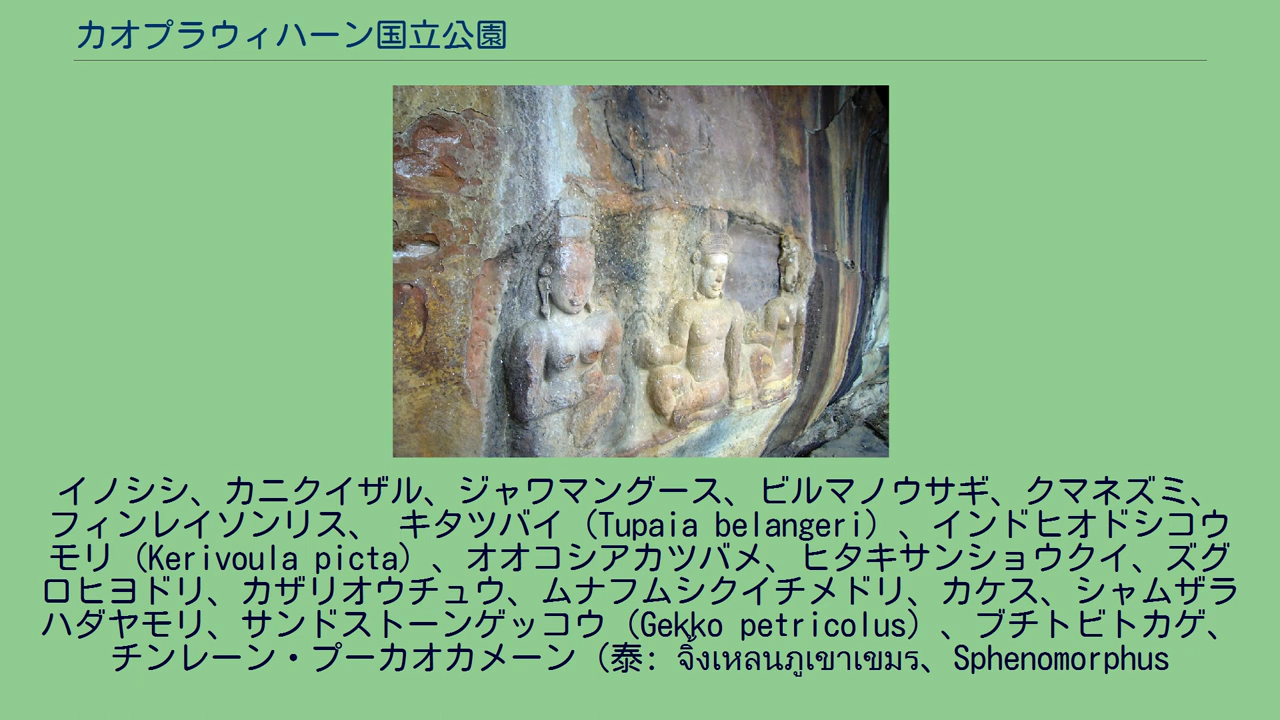 カオプラウィハーン国立公園
イノシシ、カニクイザル、ジャワマングース、ビルマノウサギ、クマネズミ、
フィンレイソンリス、 キタツバイ（Tupaia belangeri）、インドヒオドシコウ
モリ（Kerivoula picta）、オオコシアカツバメ、ヒタキサンショウクイ、ズグ
ロヒヨドリ、カザリオウチュウ、ムナフムシクイチメドリ、カケス、シャムザラ
ハダヤモリ、サンドストーンゲッコウ（Gekko petricolus）、ブチトビトカゲ、
チンレーン・プーカオカメーン（泰: จิ้งเหลนภูเขาเขมร、Sphenomorphus